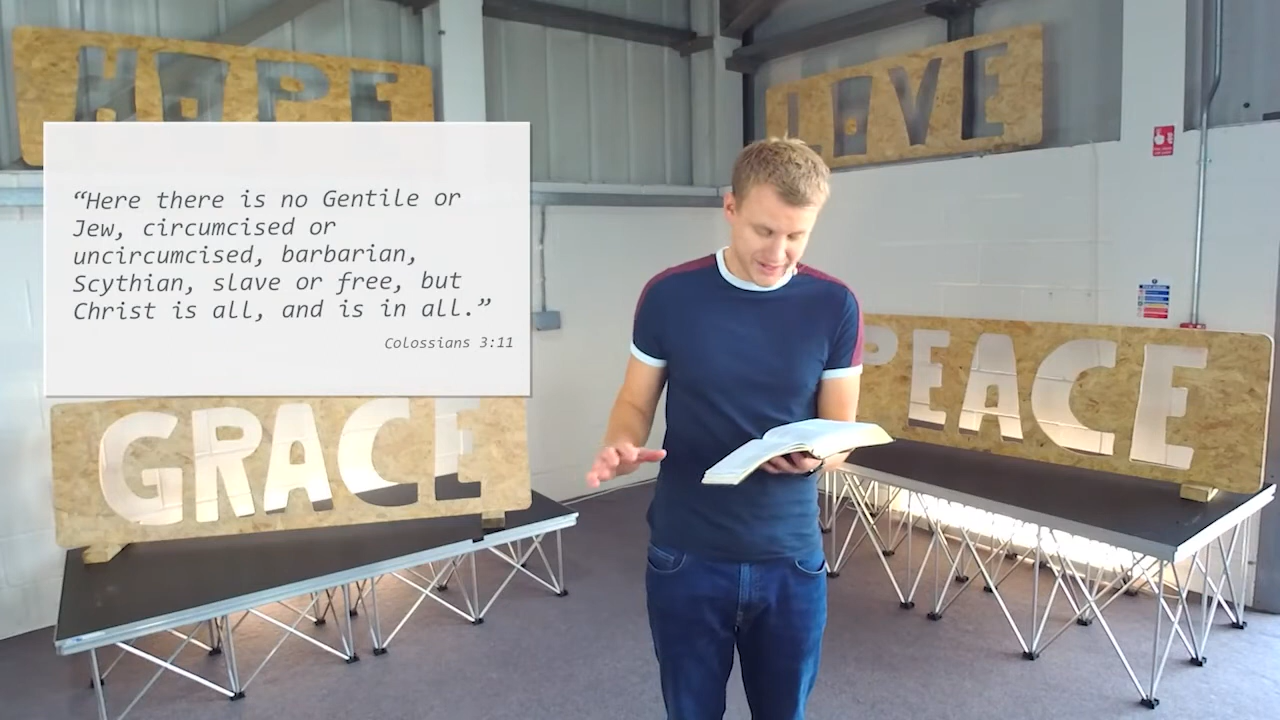 HOPE
LOVE
“Here there is no Gentile or
Jew, circumcised or
uncircumcised, barbarian,
Scythian, slave or free, but
Christ is all, and is in all.”
Colossians 3:11
GRACE
PEACE